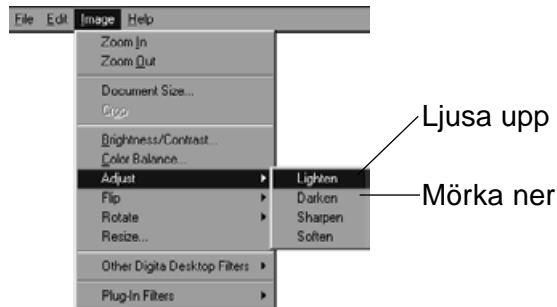 File Edit Image Help
Zoom In
Zoom Out
Document Size...
Crop
Brightness/Contrast...
Color Balance...
Adjust
Flip
Rotate
Resize...
Other Digita Desktop Filters
Plug-In Filters
Lighten
Darken
Sharpen
Soften
Ljusa upp
Mörka ner